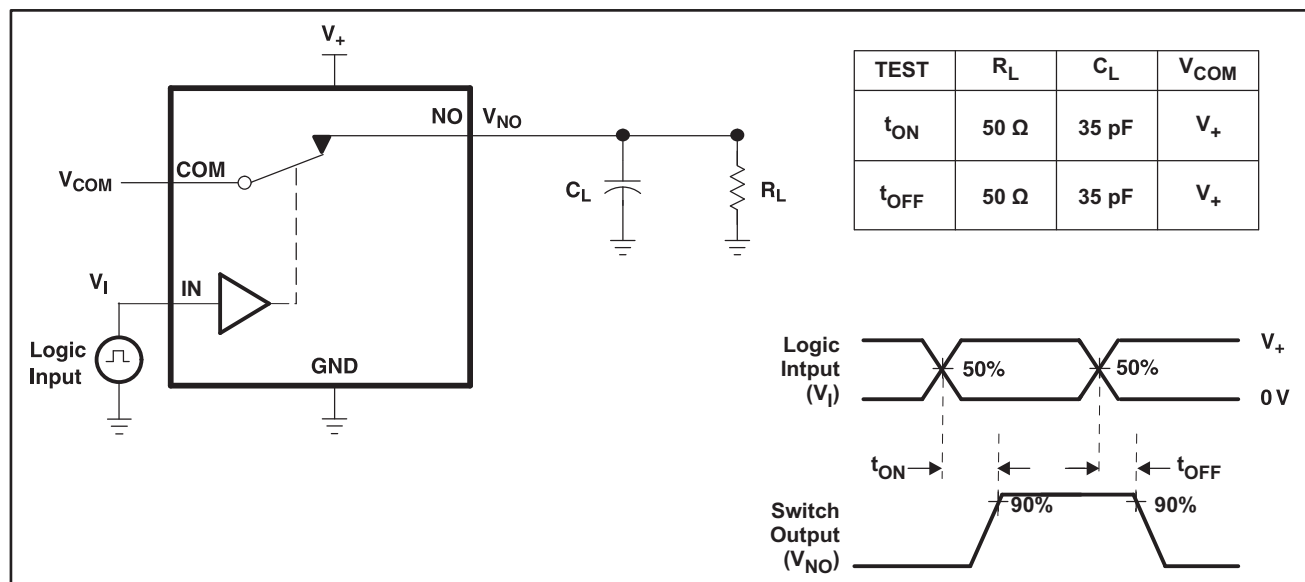 V+
NO
VNO
VCOM
COM
CL
RL
VI
IN
Logic
Input
GND
TEST RL CL VCOM
tON 50 Ω 35 pF V+
tOFF 50 Ω 35 pF V+
Logic
Intput
(VI)
50%
50%
V+
0 V
tON
tOFF
Switch
Output
(VNO)
90%
90%